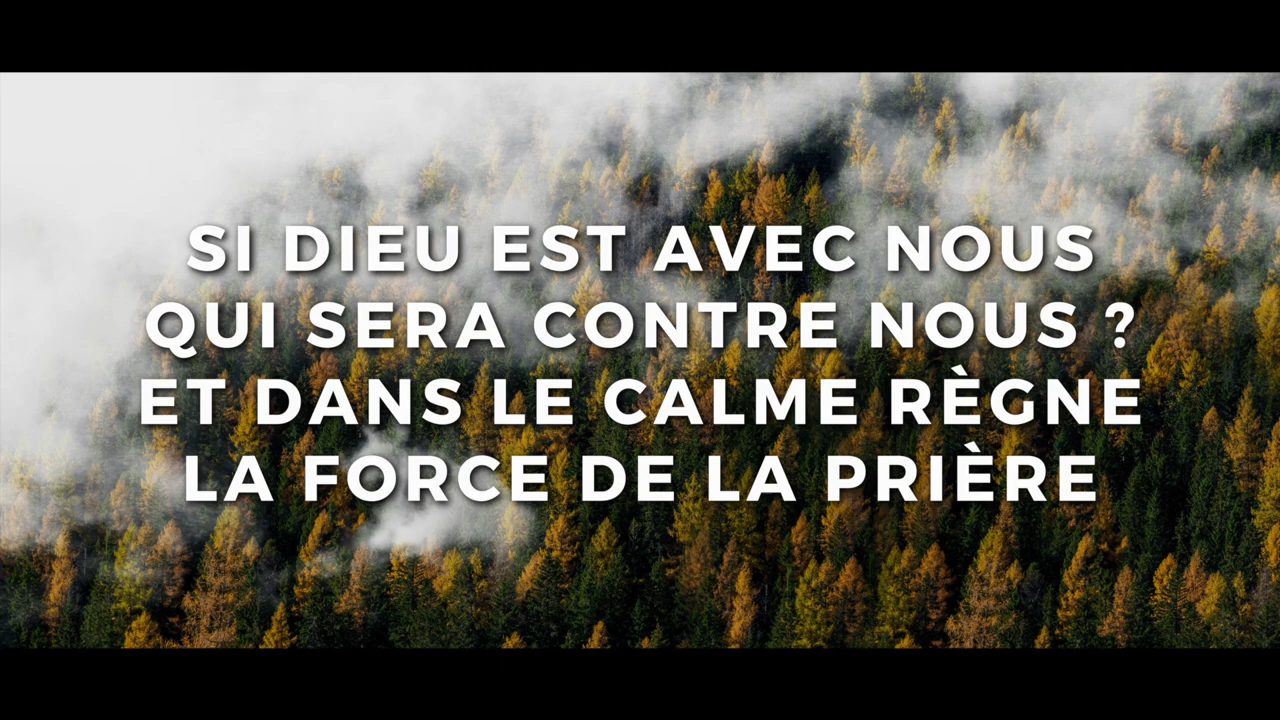 SI DIEU EST AVEC NOUS
QUI SERA CONTRE NOUS ?
ET DANS LE CALME RÈGNE
LA FORCE DE LA PRIÈRE